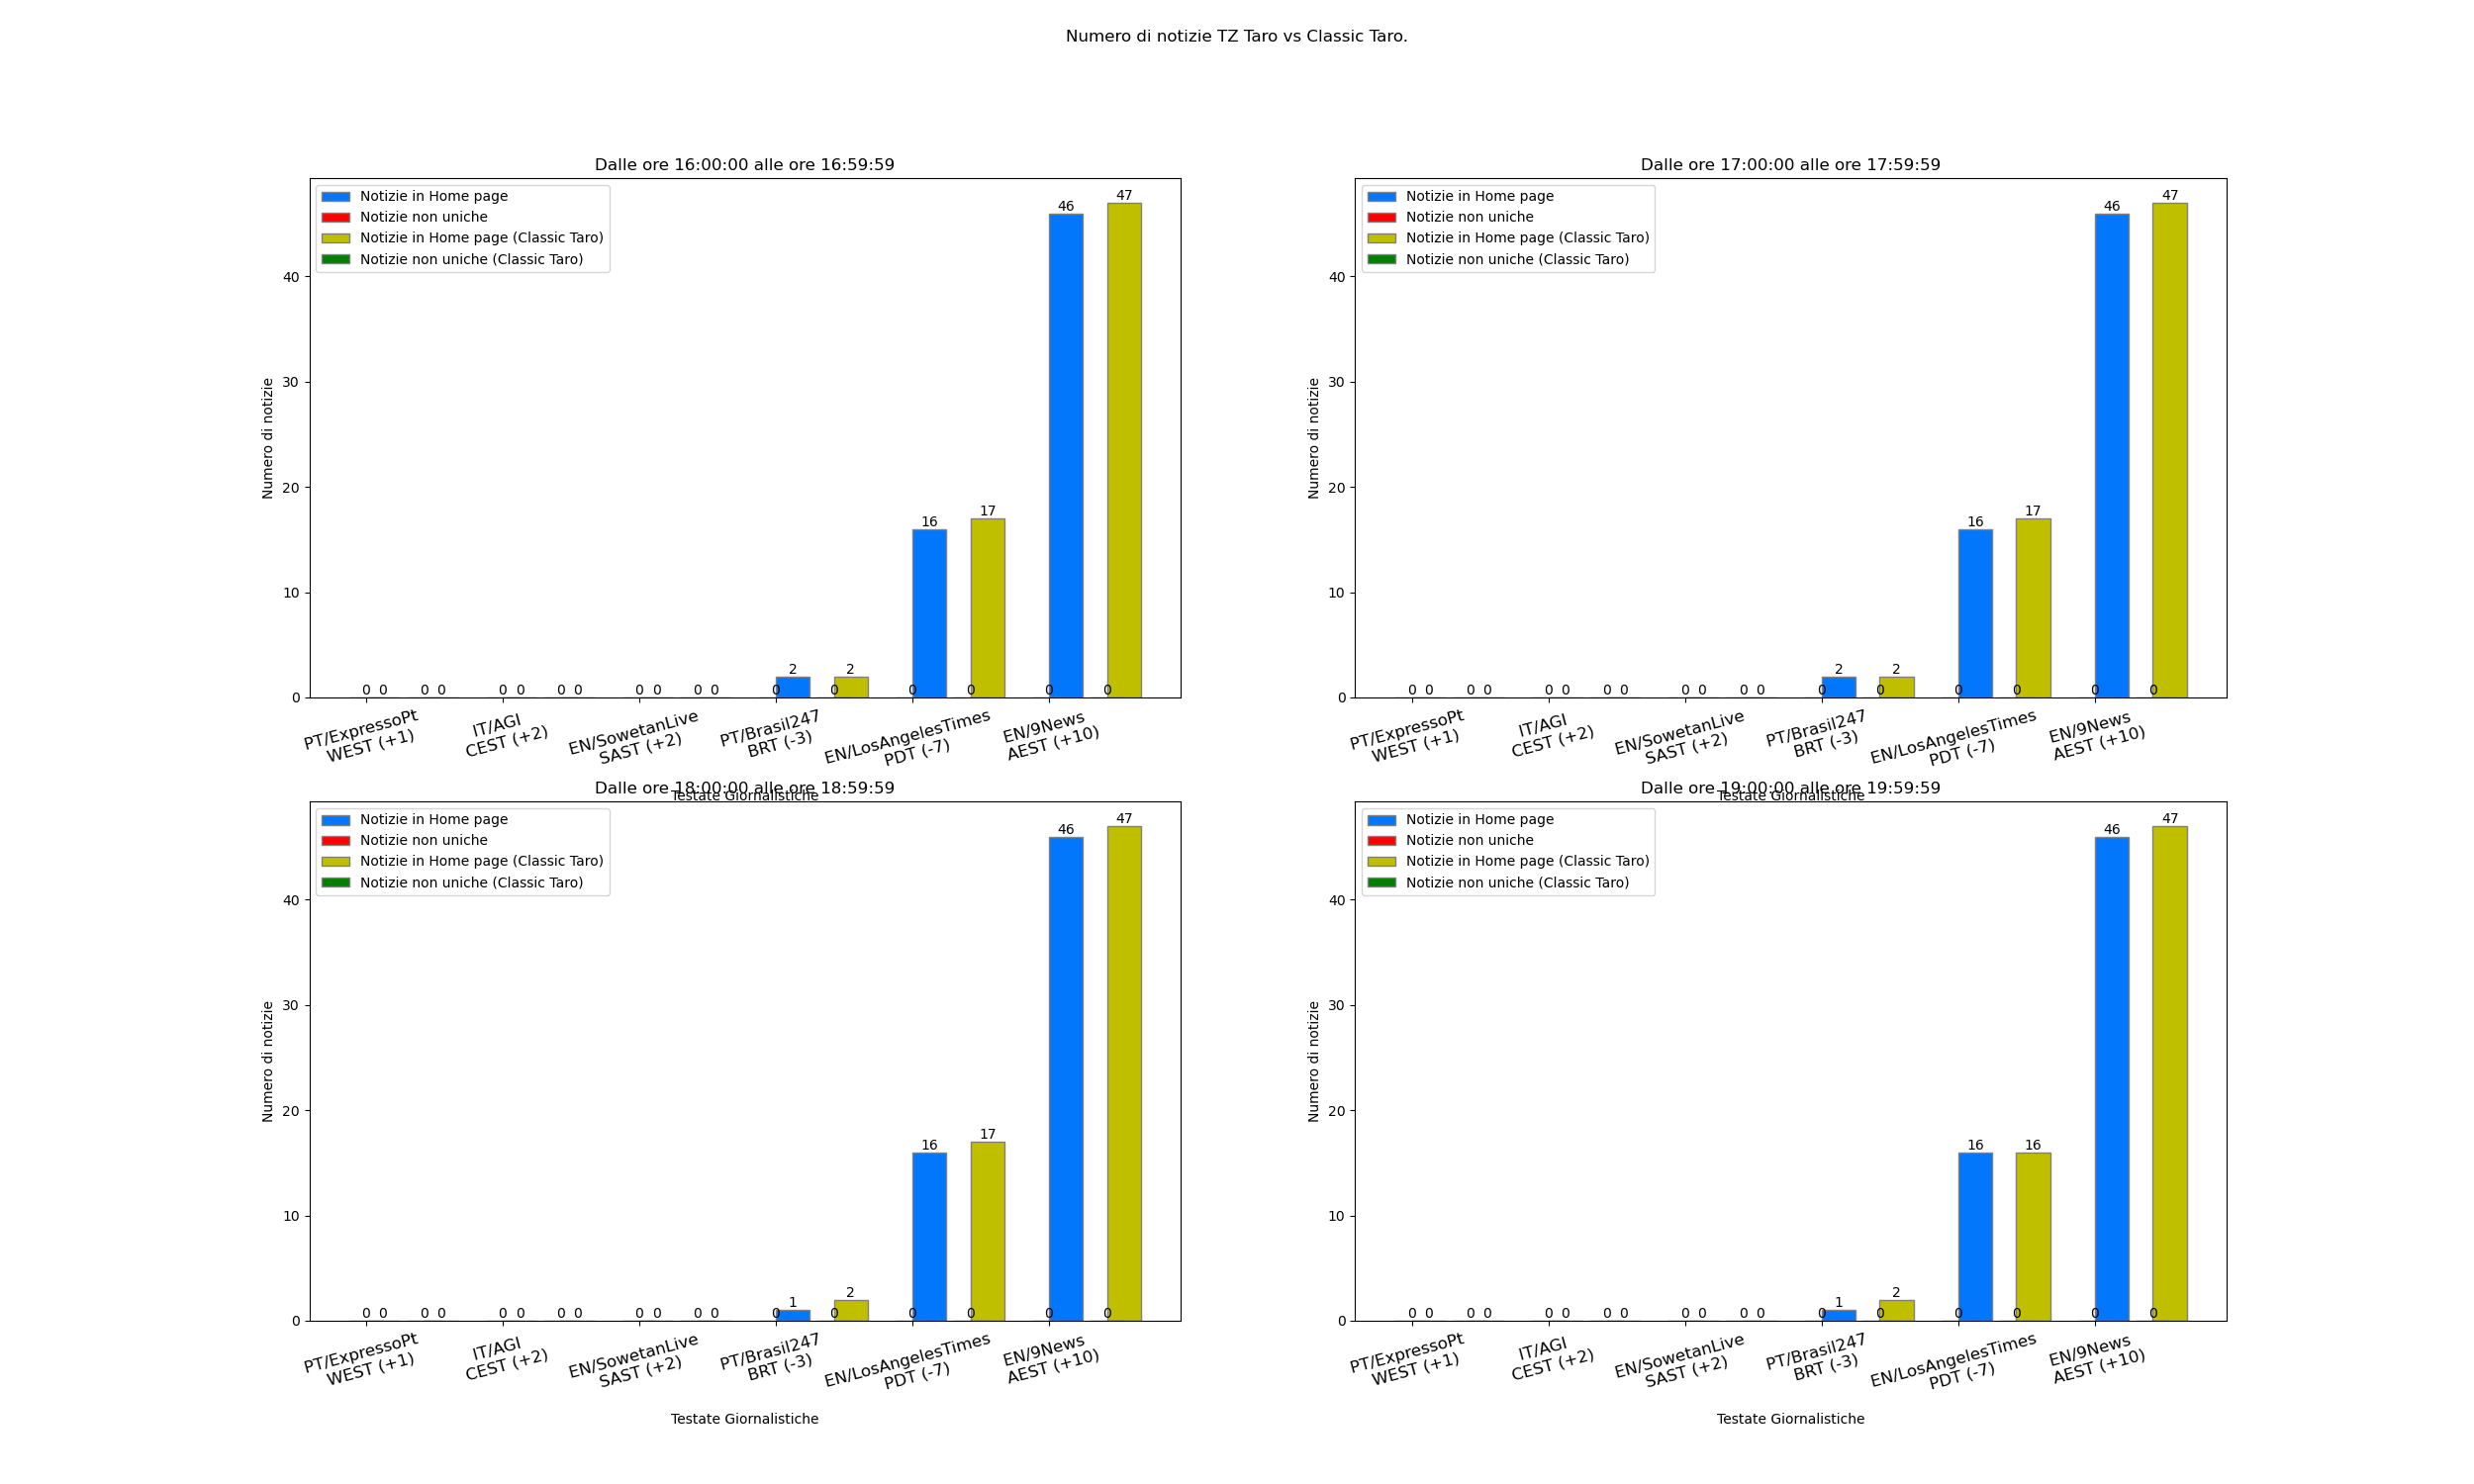 Numero di notizie TZ Taro vs Classic Taro.
Dalle ore 16:00:00 alle ore 16:59:59
Notizie in Home page
Notizie non uniche
Notizie in Home page (Classic Taro)
Notizie non uniche (Classic Taro)
Numero di notizie
40
30
20
10
0
0 0 0 0 0 0 0 0 0 0 0 0 0 2 0 2 0 16 0 17 0 46 0 47
PT/ExpressoPt
WEST (+1)
IT/AGI
CEST (+2)
EN/SowetanLive
SAST (+2)
PT/Brasil247
BRT (-3)
EN/LosAngelesTimes
PDT (-7)
EN/9News
AEST (+10)
Testate Giornalistiche
Dalle ore 17:00:00 alle ore 17:59:59
Notizie in Home page
Notizie non uniche
Notizie in Home page (Classic Taro)
Notizie non uniche (Classic Taro)
Numero di notizie
40
30
20
10
0
0 0 0 0 0 0 0 0 0 0 0 0 0 2 0 2 0 16 0 17 0 46 0 47
PT/ExpressoPt
WEST (+1)
IT/AGI
CEST (+2)
EN/SowetanLive
SAST (+2)
PT/Brasil247
BRT (-3)
EN/LosAngelesTimes
PDT (-7)
EN/9News
AEST (+10)
Testate Giornalistiche
Dalle ore 18:00:00 alle ore 18:59:59
Notizie in Home page
Notizie non uniche
Notizie in Home page (Classic Taro)
Notizie non uniche (Classic Taro)
Numero di notizie
40
30
20
10
0
0 0 0 0 0 0 0 0 0 0 0 0 0 1 0 2 0 16 0 17 0 46 0 47
PT/ExpressoPt
WEST (+1)
IT/AGI
CEST (+2)
EN/SowetanLive
SAST (+2)
PT/Brasil247
BRT (-3)
EN/LosAngelesTimes
PDT (-7)
EN/9News
AEST (+10)
Testate Giornalistiche
Dalle ore 19:00:00 alle ore 19:59:59
Notizie in Home page
Notizie non uniche
Notizie in Home page (Classic Taro)
Notizie non uniche (Classic Taro)
Numero di notizie
40
30
20
10
0
0 0 0 0 0 0 0 0 0 0 0 0 0 1 0 2 0 16 0 16 0 46 0 47
PT/ExpressoPt
WEST (+1)
IT/AGI
CEST (+2)
EN/SowetanLive
SAST (+2)
PT/Brasil247
BRT (-3)
EN/LosAngelesTimes
PDT (-7)
EN/9News
AEST (+10)
Testate Giornalistiche